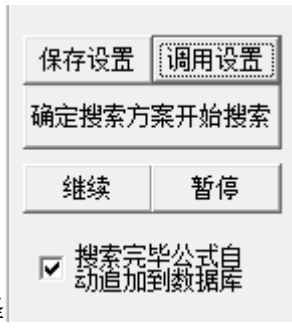 保存设置 调用设置
确定搜索方案开始搜索
继续 暂停
搜索完毕公式自
动追加到数据库